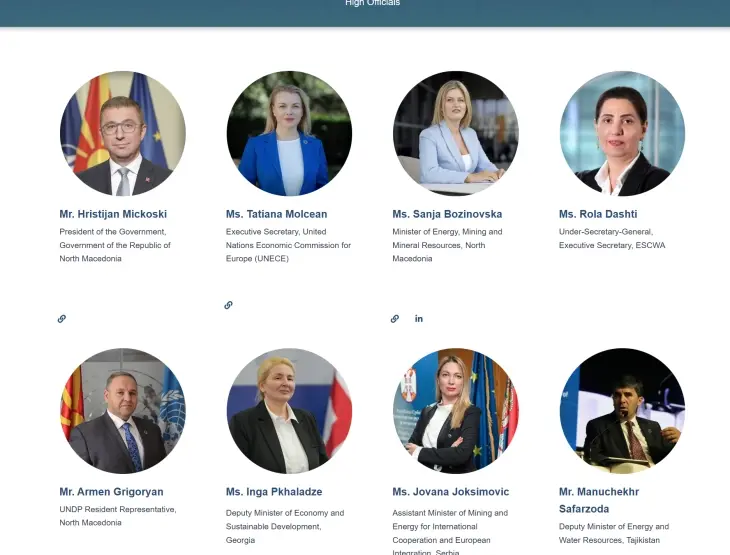 High Officials
Mr. Hristijan Mickoski
President of the Government,
Government of the Republic of
North Macedonia
Ms. Tatiana Molcean
Executive Secretary, United
Nations Economic Commission for
Europe (UNECE)
Ms. Sanja Bozinovska
Minister of Energy, Mining and
Mineral Resources, North
Macedonia
Ms. Rola Dashti
Under-Secretary-General,
Executive Secretary, ESCWA
in
Mr. Armen Grigoryan
UNDP Resident Representative,
North Macedonia
Ms. Inga Pkhaladze
Deputy Minister of Economy and
Sustainable Development,
Georgia
Ms. Jovana Joksimovic
Assistant Minister of Mining and
Energy for International
Cooperation and European
Integration, Serbia
Mr. Manuchekhr
Safarzoda
Deputy Minister of Energy and
Water Resources, Tajikistan